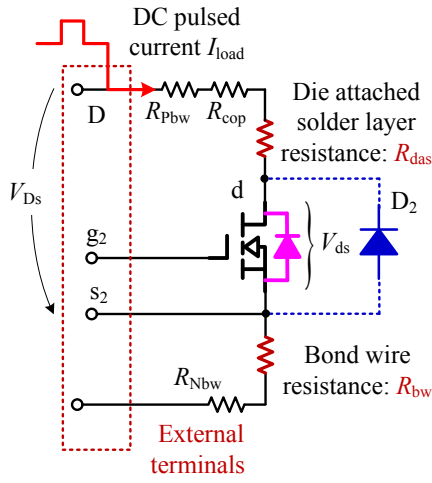 DC pulsed
current I_load
D
R_Pbw
R_cop
Die attached
solder layer
resistance: R_das
V_Ds
d
D_2
g_2
V_ds
s_2
R_Nbw
Bond wire
resistance: R_bw
External
terminals